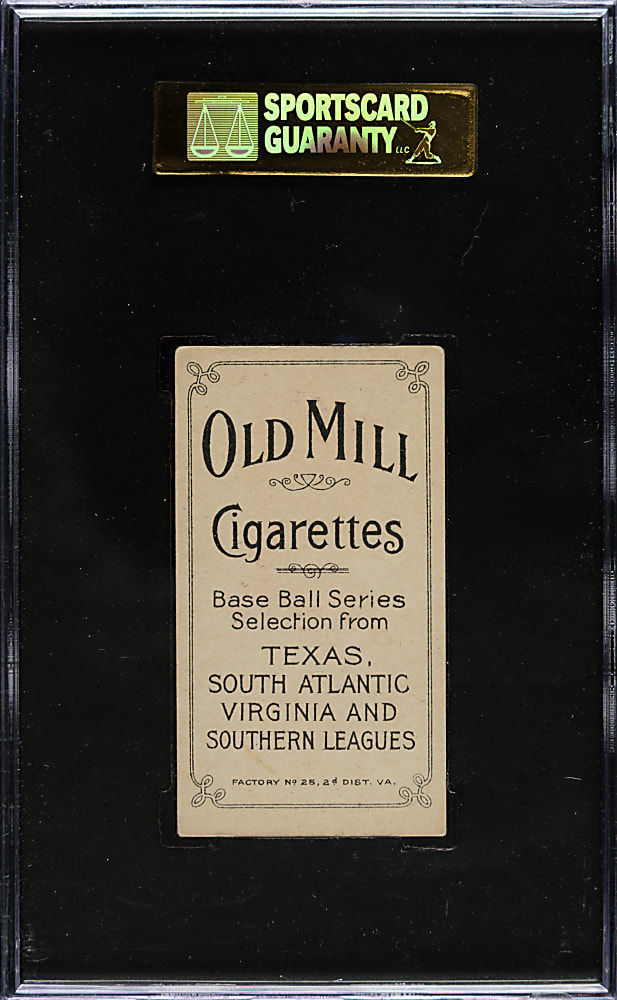 SPORTSCARD
GUARANTY LLC
OLD MILL
Cigarettes
Base Ball Series
Selection from
TEXAS,
SOUTH ATLANTIC
VIRGINIA AND
SOUTHERN LEAGUES
FACTORY Nº 25, 2d DIST. VA.